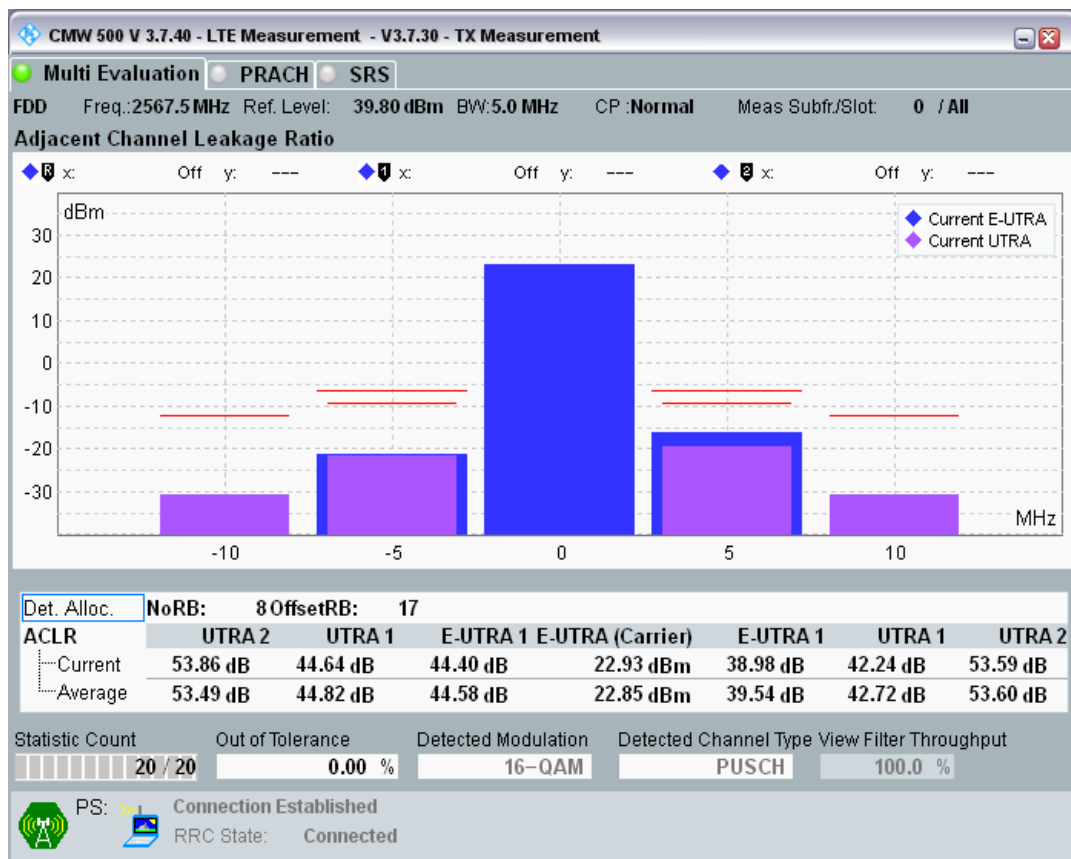 CMW 500 V 3.7.40 - LTE Measurement - V3.7.30 - TX Measurement
Multi Evaluation PRACH SRS
FDD Freq.:2567.5 MHz Ref. Level: 39.80 dBm BW:5.0 MHz CP :Normal Meas Subfr./Slot: 0 / All
Adjacent Channel Leakage Ratio
R x: Off y: --- 1 x: Off y: --- 2 x: Off y: ---
dBm
Current E-UTRA
Current UTRA
30
20
10
0
-10
-20
-30
MHz
-10 -5 0 5 10
Det. Alloc. NoRB: 8 OffsetRB: 17
ACLR UTRA 2 UTRA 1 E-UTRA 1 E-UTRA (Carrier) E-UTRA 1 UTRA 1 UTRA 2
Current 53.86 dB 44.64 dB 44.40 dB 22.93 dBm 38.98 dB 42.24 dB 53.59 dB
Average 53.49 dB 44.82 dB 44.58 dB 22.85 dBm 39.54 dB 42.72 dB 53.60 dB
Statistic Count Out of Tolerance Detected Modulation Detected Channel Type View Filter Throughput
20 / 20 0.00 % 16-QAM PUSCH 100.0 %
PS: Connection Established
RRC State: Connected